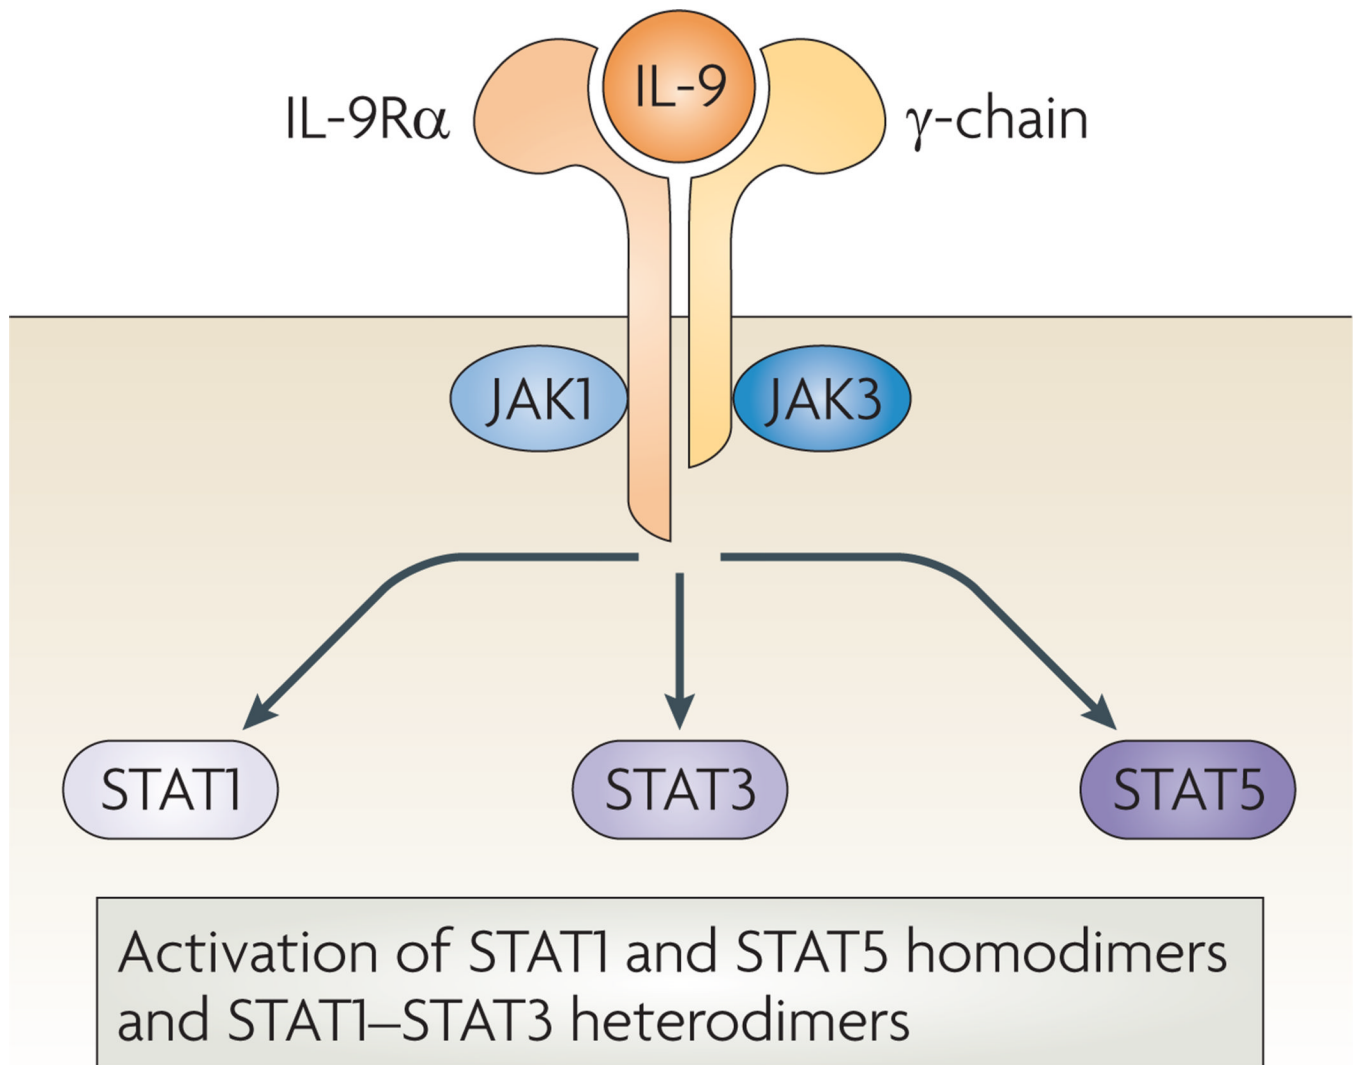 IL-9
IL-9Rα
γ-chain
JAK1
JAK3
STAT1
STAT3
STAT5
Activation of STAT1 and STAT5 homodimers
and STAT1–STAT3 heterodimers